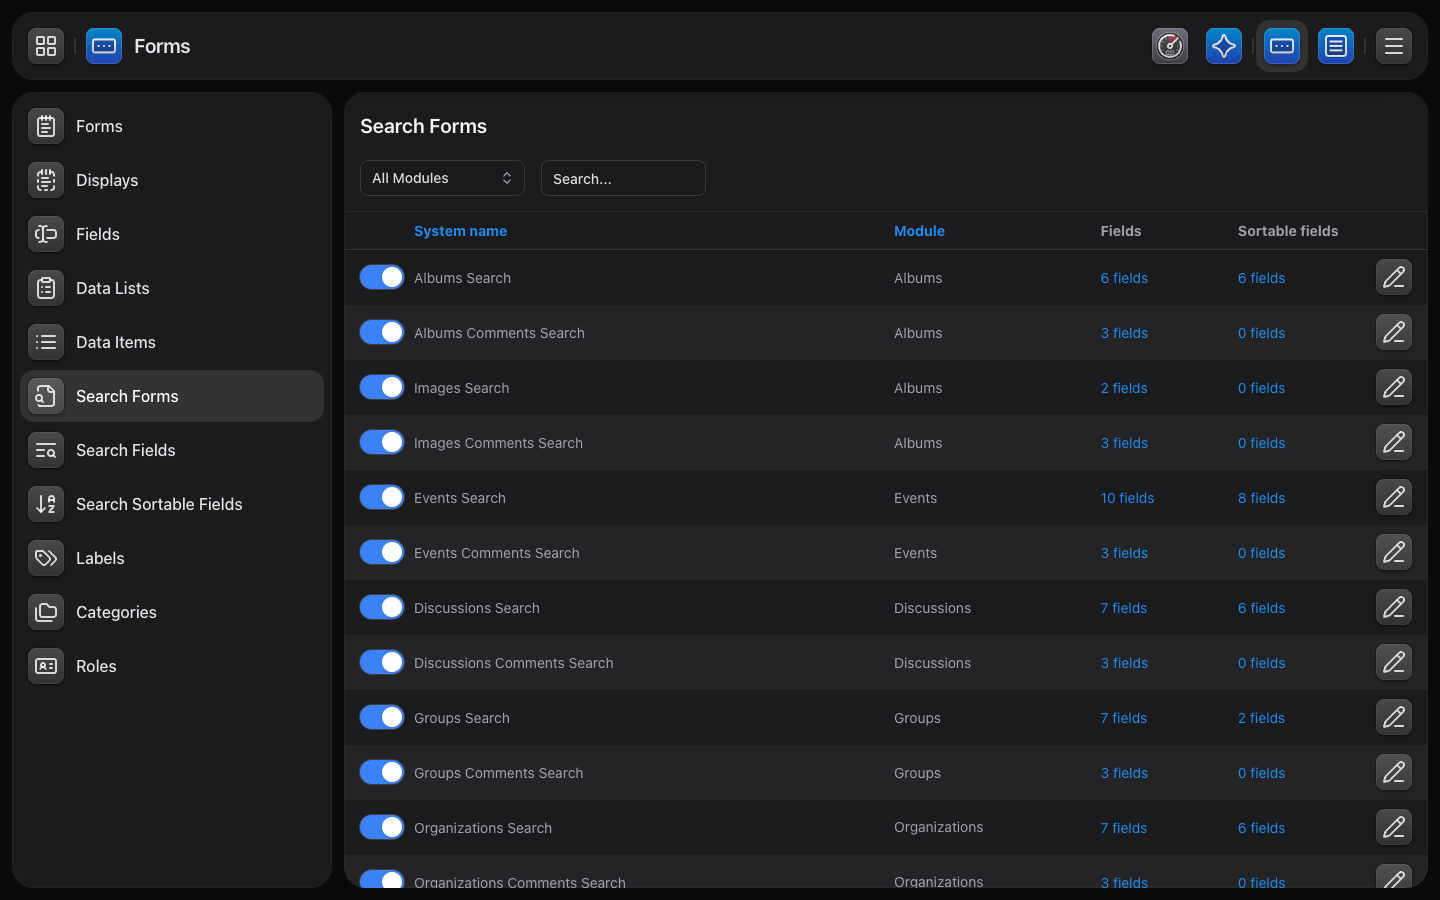 Forms
Forms
Displays
Fields
Data Lists
Data Items
Search Forms
Search Fields
Search Sortable Fields
Labels
Categories
Roles
Search Forms
All Modules
Search...
System name Module Fields Sortable fields
Albums Search Albums 6 fields 6 fields
Albums Comments Search Albums 3 fields 0 fields
Images Search Albums 2 fields 0 fields
Images Comments Search Albums 3 fields 0 fields
Events Search Events 10 fields 8 fields
Events Comments Search Events 3 fields 0 fields
Discussions Search Discussions 7 fields 6 fields
Discussions Comments Search Discussions 3 fields 0 fields
Groups Search Groups 7 fields 2 fields
Groups Comments Search Groups 3 fields 0 fields
Organizations Search Organizations 7 fields 6 fields
Organizations Comments Search Organizations 3 fields 0 fields